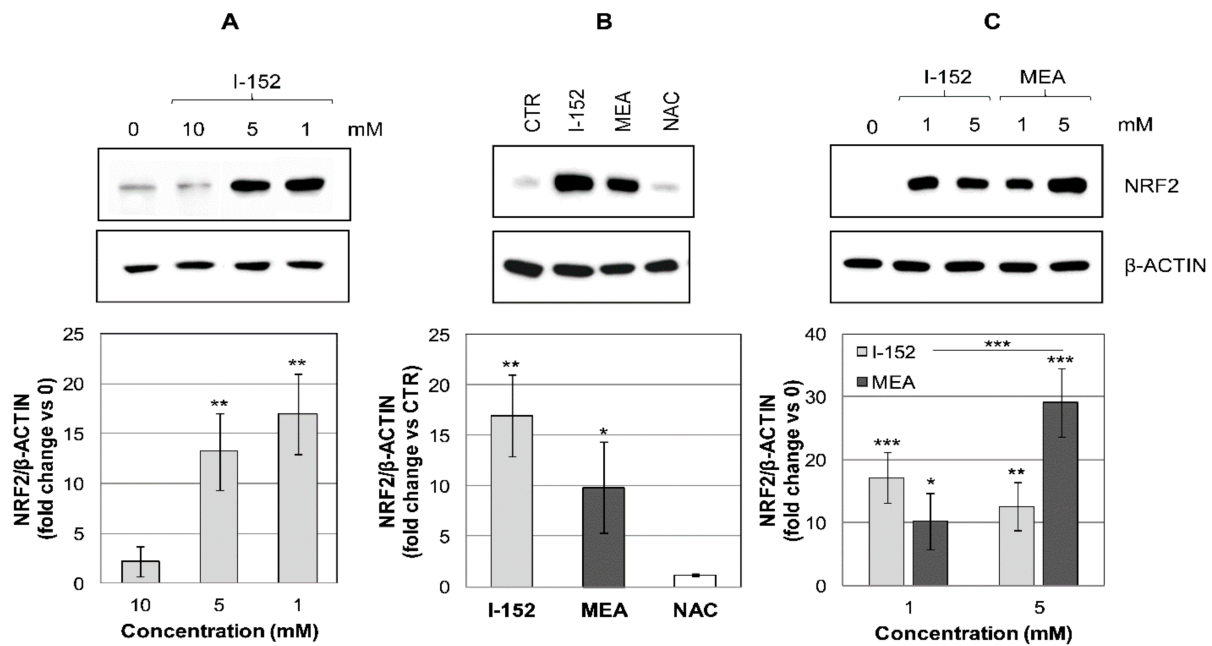 A
I-152
0 10 5 1 mM
NRF2/β-ACTIN
(fold change vs 0)
25
20
15
10
5
0
**
**
10 5 1
Concentration (mM)
B
CTR I-152 MEA NAC
NRF2/β-ACTIN
(fold change vs CTR)
25
20
15
10
5
0
**
*
I-152 MEA NAC
C
I-152 MEA
0 1 5 1 5 mM
NRF2
β-ACTIN
NRF2/β-ACTIN
(fold change vs 0)
40
30
20
10
0
I-152
MEA
***
***
***
*
**
1 5
Concentration (mM)